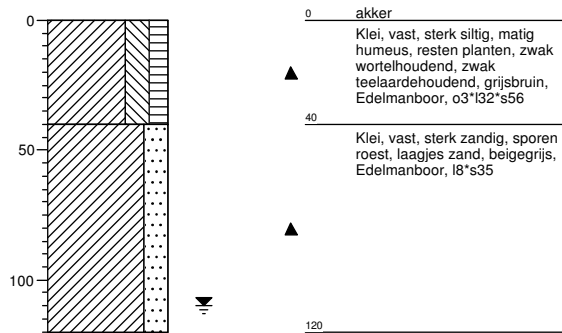 0
50
100
0 akker
Klei, vast, sterk siltig, matig
humeus, resten planten, zwak
wortelhoudend, zwak
teelaardehoudend, grijsbruin,
Edelmanboor, o3*l32*s56
40
Klei, vast, sterk zandig, sporen
roest, laagjes zand, beigegrijs,
Edelmanboor, l8*s35
120